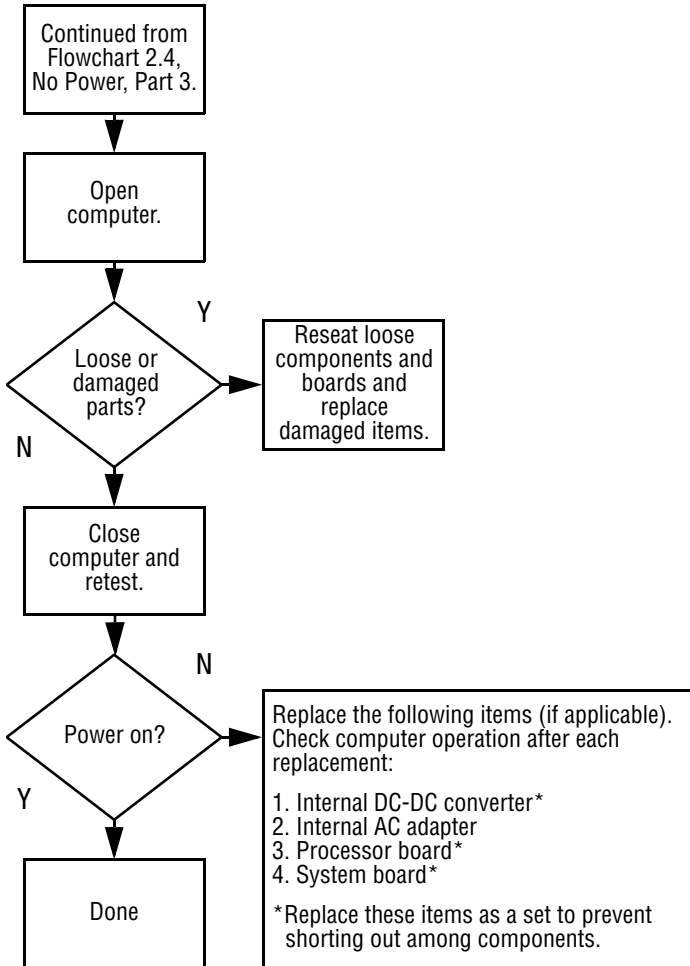 Continued from
Flowchart 2.4,
No Power, Part 3.
Open
computer.
Y
Loose or
damaged
parts?
Reseat loose
components and
boards and
replace
damaged items.
N
Close
computer and
retest.
N
Power on?
Replace the following items (if applicable).
Check computer operation after each
replacement:
1. Internal DC-DC converter*
2. Internal AC adapter
3. Processor board*
4. System board*
*Replace these items as a set to prevent
shorting out among components.
Y
Done